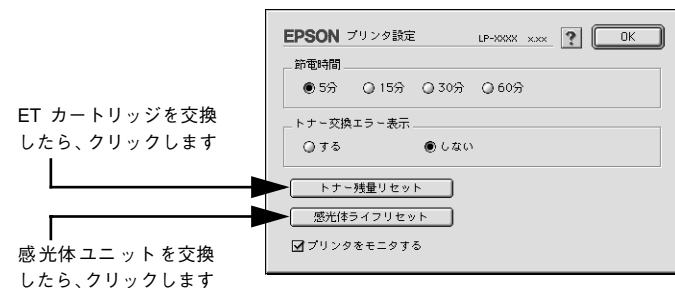 EPSON プリンタ設定 LP-XXXX x.xx ? OK
節電時間
5分 15分 30分 60分
トナー交換エラー表示
する しない
ET カートリッジを交換
したら、クリックします
トナー残量リセット
感光体ライフリセット
感光体ユニットを交換
したら、クリックします
プリンタをモニタする